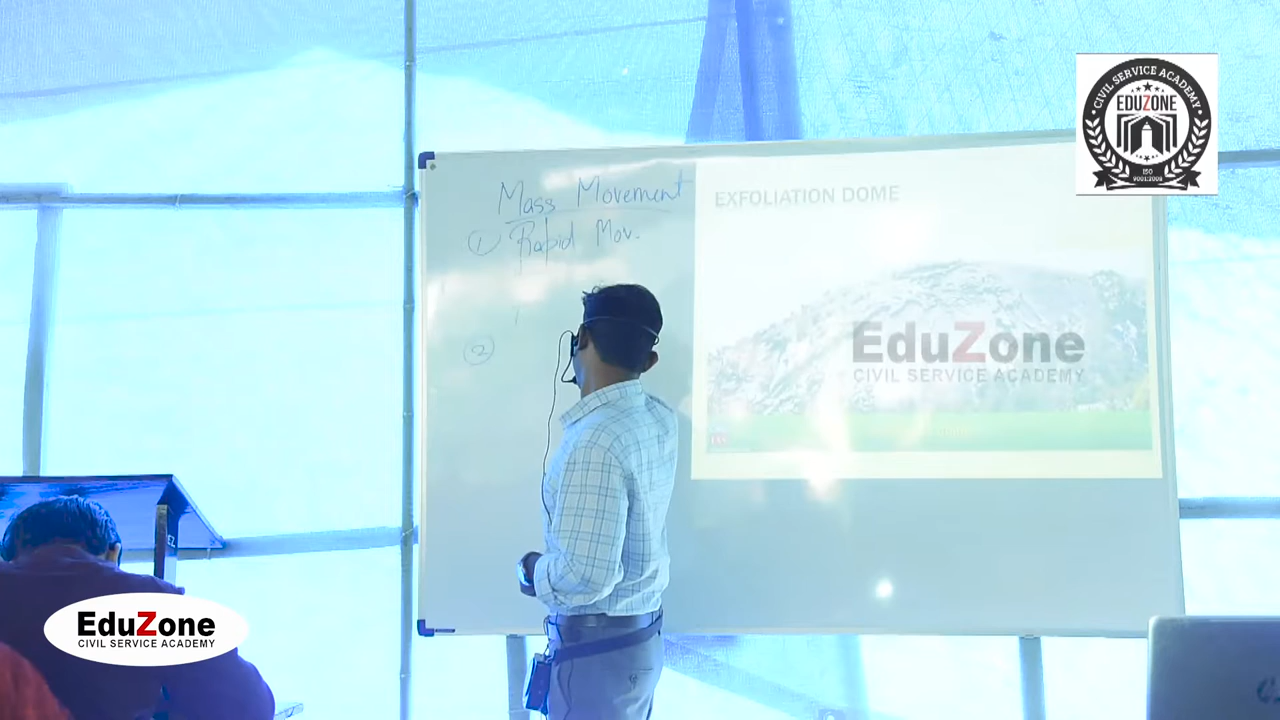 Mass Movement
① Rapid Mov.
②
EXFOLIATION DOME
EduZone
CIVIL SERVICE ACADEMY
CIVIL SERVICE ACADEMY
EDUZONE
ISO
9001:2008
EduZone
CIVIL SERVICE ACADEMY